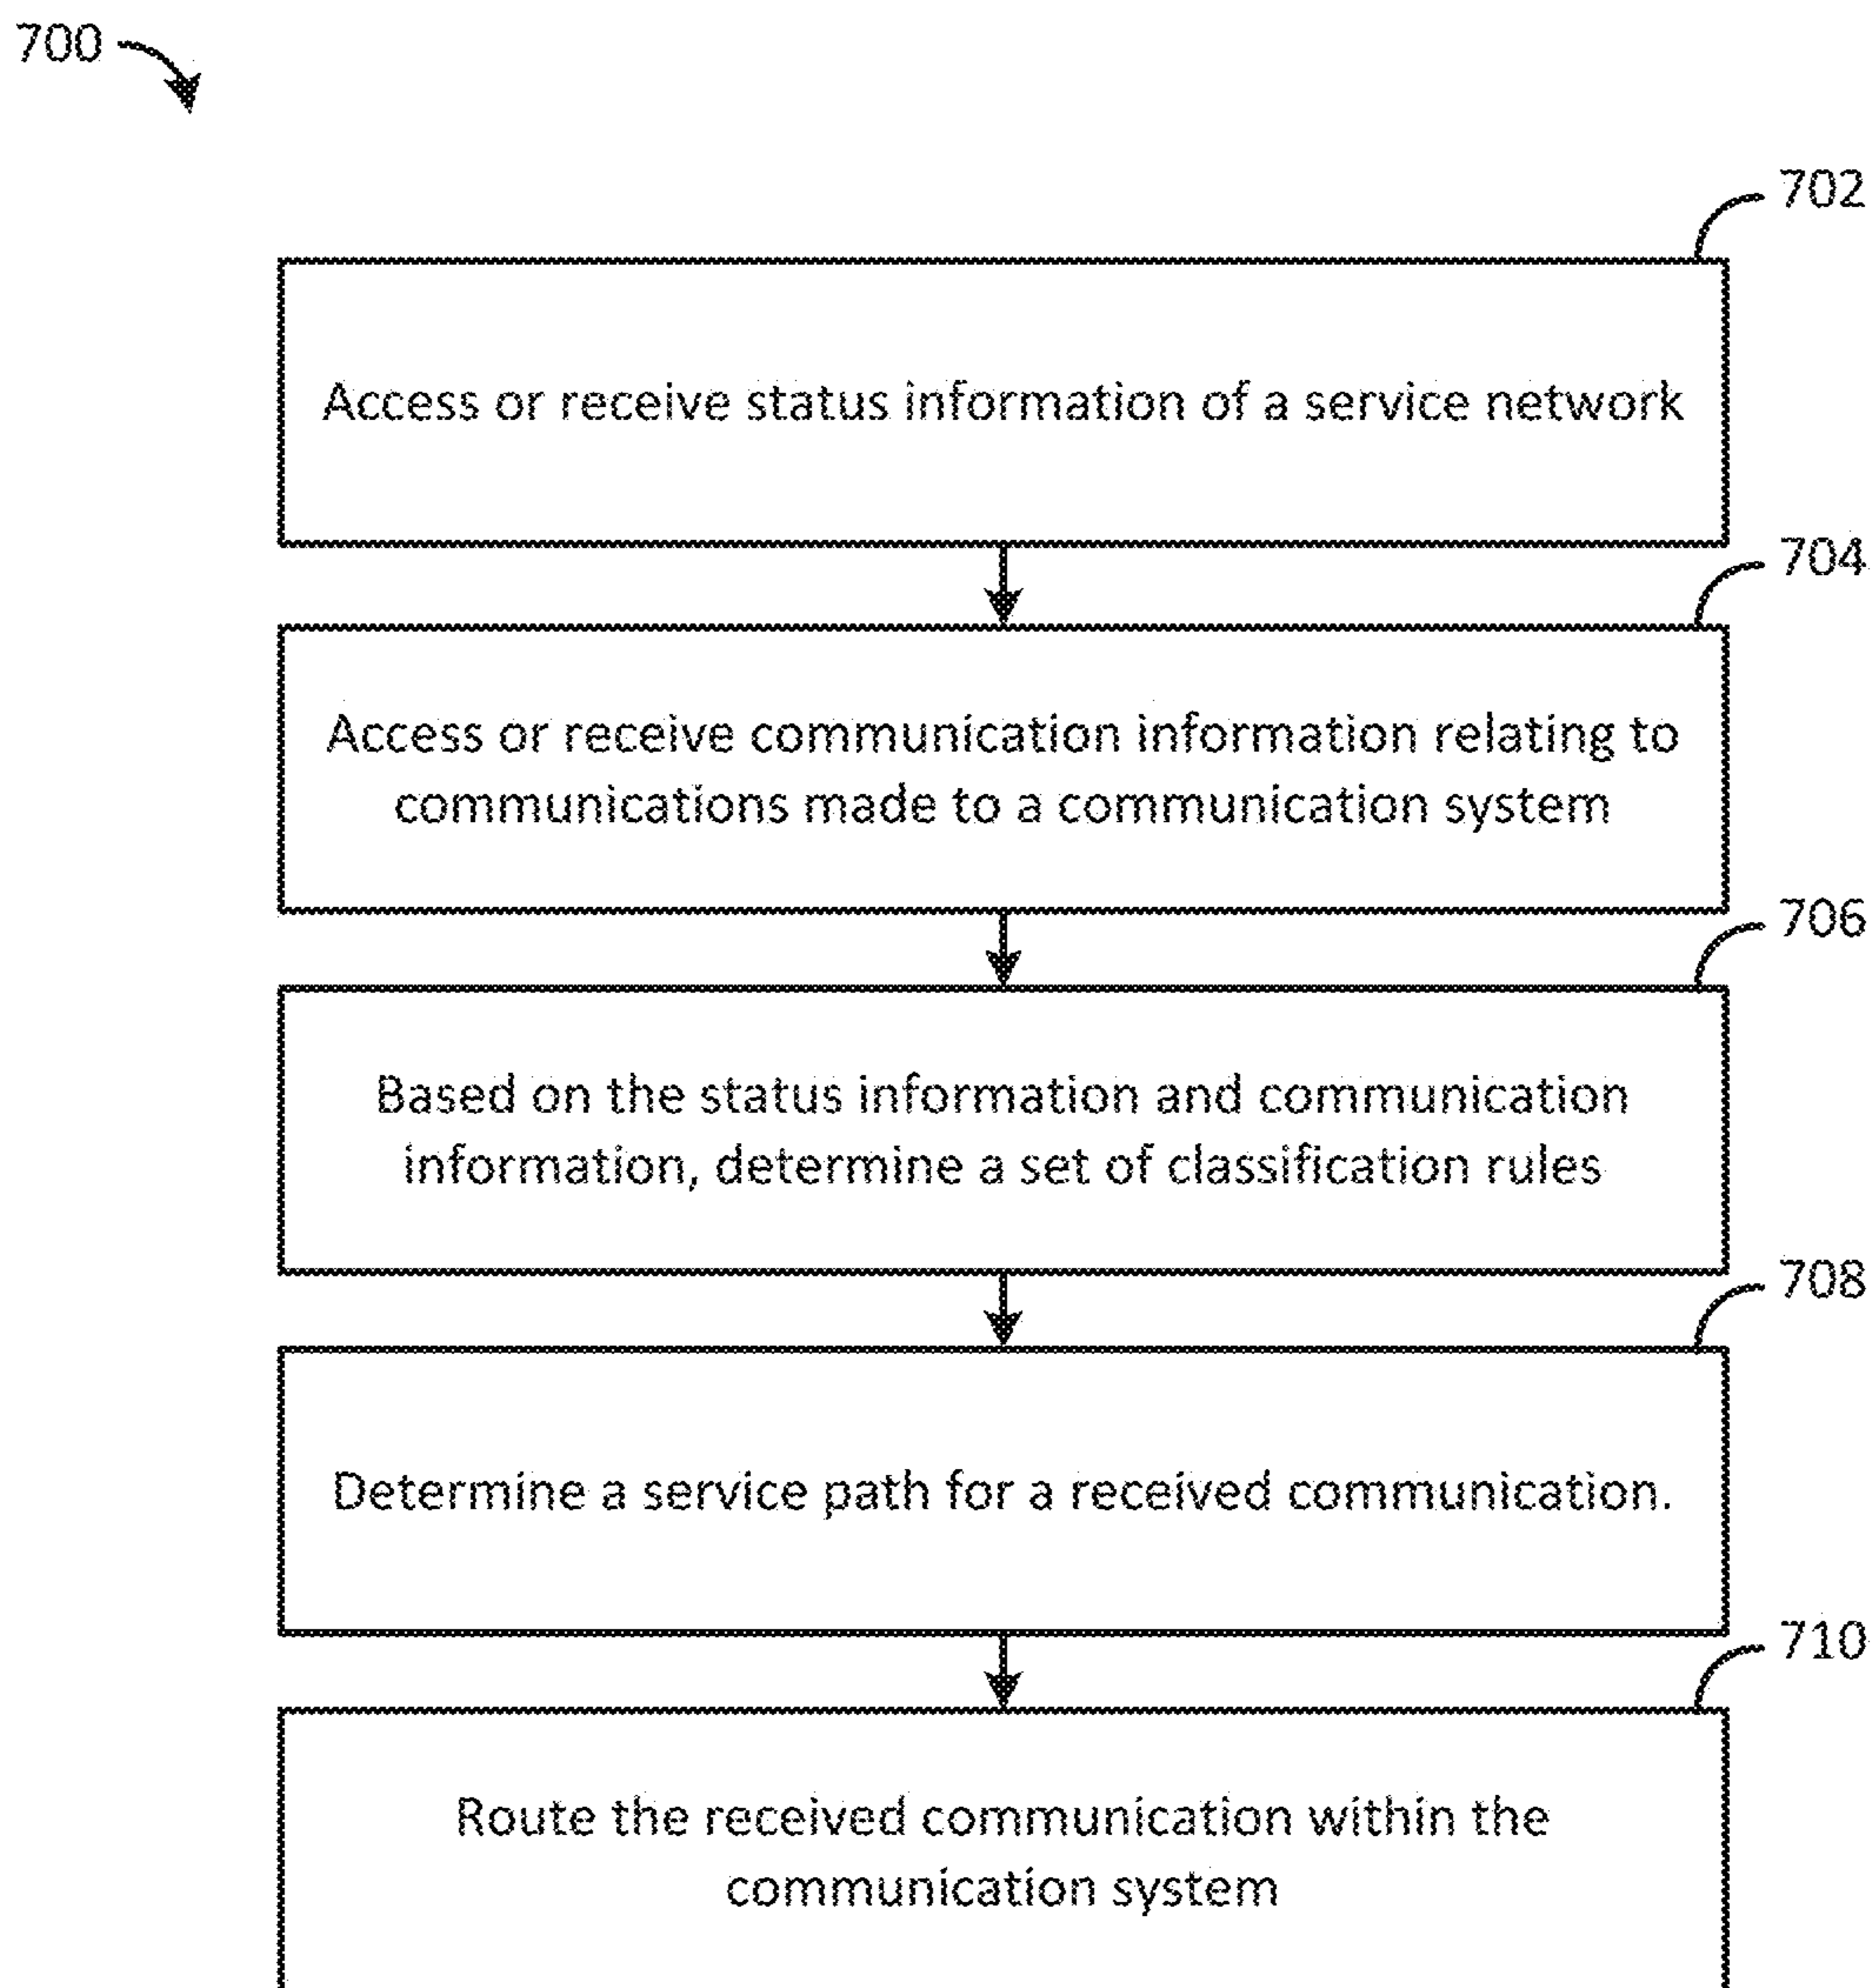 700
702
Access or receive status information of a service network
704
Access or receive communication information relating to
communications made to a communication system
706
Based on the status information and communication
information, determine a set of classification rules
708
Determine a service path for a received communication.
710
Route the received communication within the
communication system